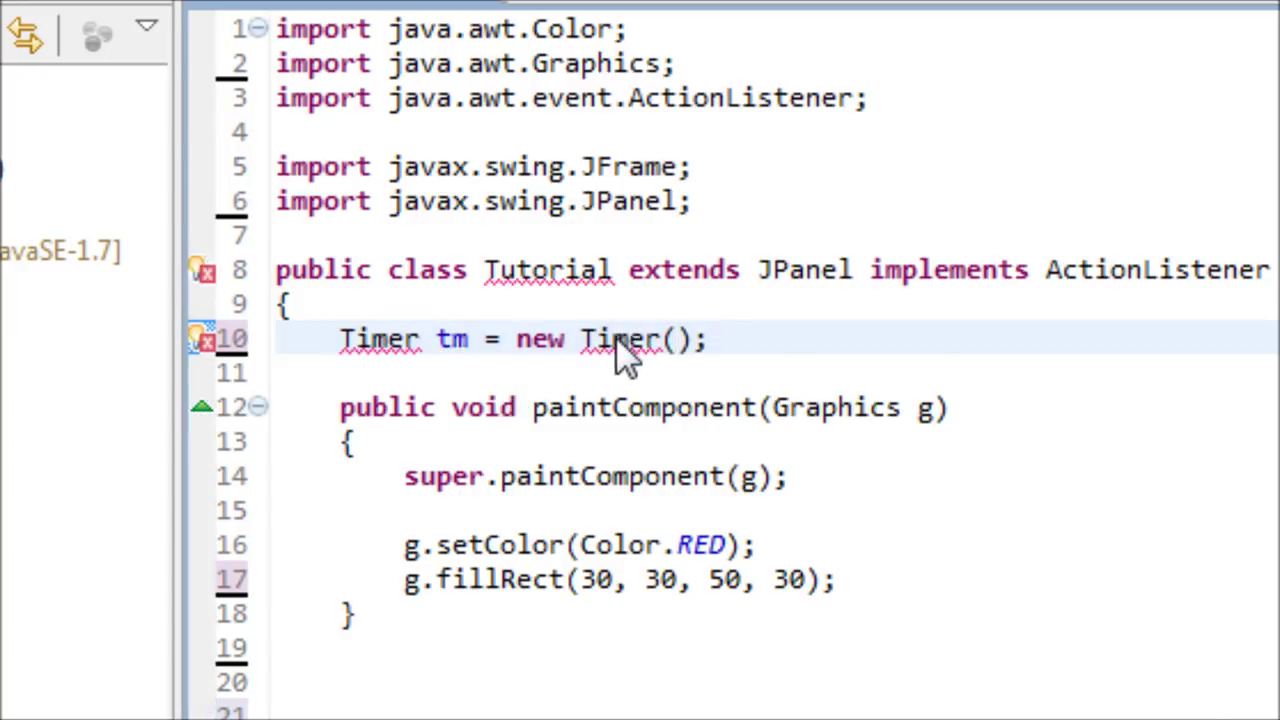 1 import java.awt.Color;
2 import java.awt.Graphics;
3 import java.awt.event.ActionListener;
4
5 import javax.swing.JFrame;
6 import javax.swing.JPanel;
7
avaSE-1.7]
8 public class Tutorial extends JPanel implements ActionListener
9 {
10 Timer tm = new Timer();
11
12 public void paintComponent(Graphics g)
13 {
14 super.paintComponent(g);
15
16 g.setColor(Color.RED);
17 g.fillRect(30, 30, 50, 30);
18 }
19
20
21